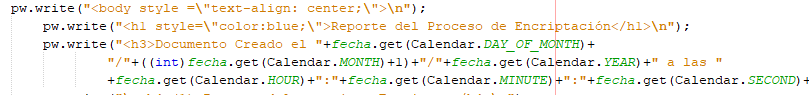 pw.write("<body style =\"text-align: center;\">\n");
pw.write("<h1 style=\"color:blue;\">Reporte del Proceso de Encriptación</h1>\n");
pw.write("<h3>Documento Creado el "+fecha.get(Calendar.DAY_OF_MONTH)+
"/"+((int)fecha.get(Calendar.MONTH)+1)+"/"+fecha.get(Calendar.YEAR)+" a las "
+fecha.get(Calendar.HOUR)+":"+fecha.get(Calendar.MINUTE)+":"+fecha.get(Calendar.SECOND)+